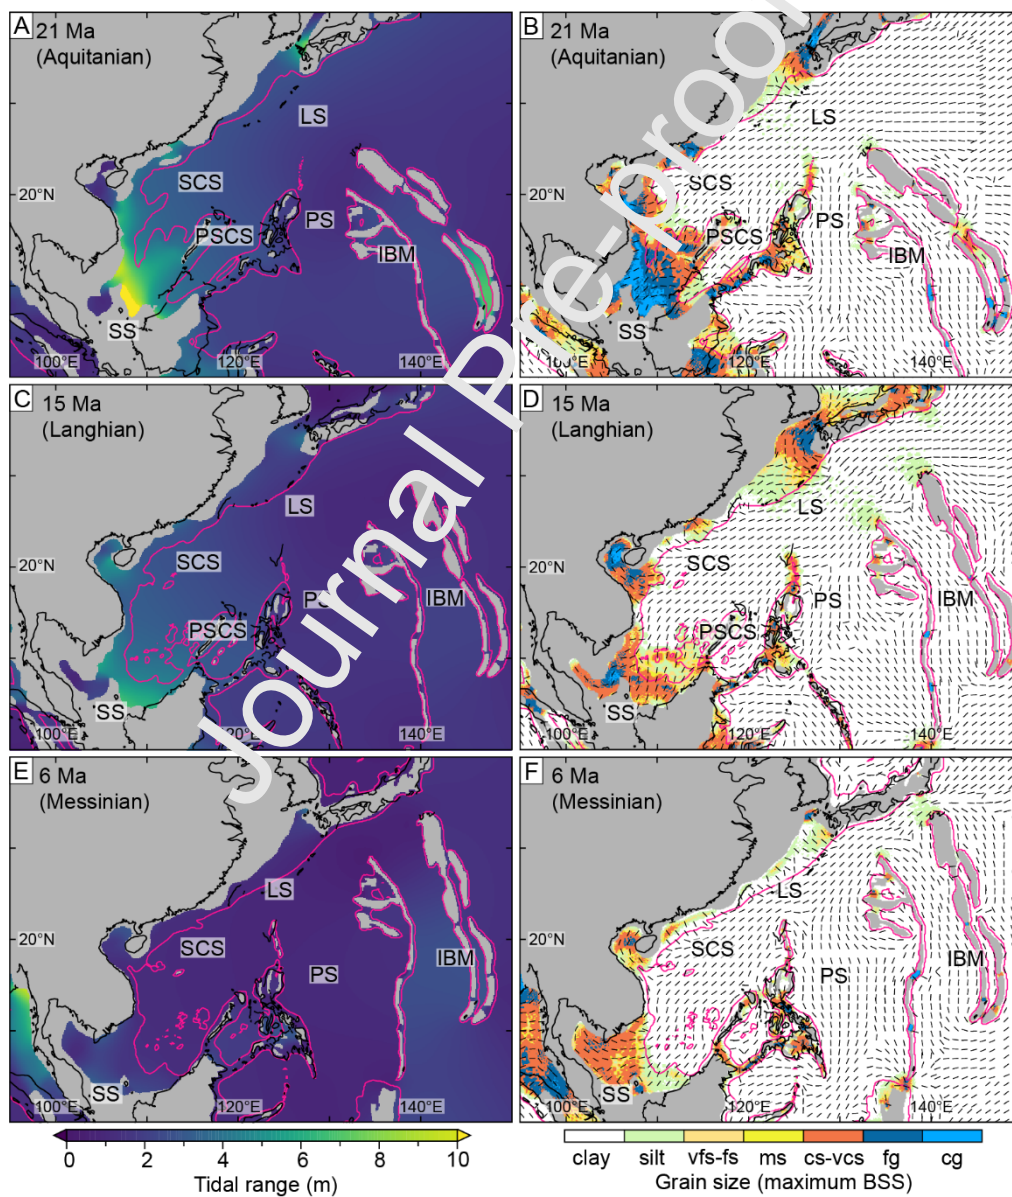 A
21 Ma
(Aquitanian)
LS
SCS
20°N
PSCS
PS
IBM
SS
100°E
120°E
140°E
B
21 Ma
(Aquitanian)
LS
SCS
20°N
PSCS
PS
IBM
SS
100°E
120°E
140°E
C
15 Ma
(Langhian)
LS
SCS
20°N
PS
IBM
PSCS
SS
100°E
120°E
140°E
D
15 Ma
(Langhian)
LS
SCS
20°N
PS
IBM
PSCS
SS
100°E
120°E
140°E
E
6 Ma
(Messinian)
LS
SCS
20°N
PS
IBM
SS
100°E
120°E
140°E
F
6 Ma
(Messinian)
LS
SCS
20°N
PS
IBM
SS
100°E
120°E
140°E
0 2 4 6 8 10
Tidal range (m)
clay silt vfs-fs ms cs-vcs fg cg
Grain size (maximum BSS)
Journal Pre-proo